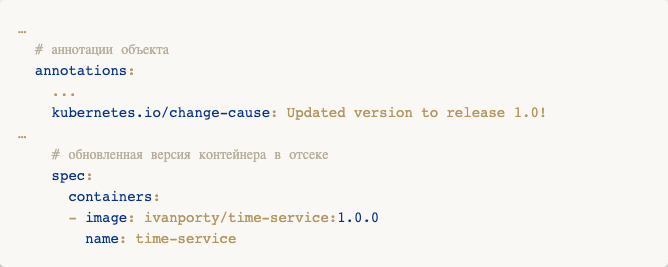 …
# аннотации объекта
annotations:
...
kubernetes.io/change-cause: Updated version to release 1.0!
…
# обновленная версия контейнера в отсеке
spec:
containers:
- image: ivanporty/time-service:1.0.0
name: time-service